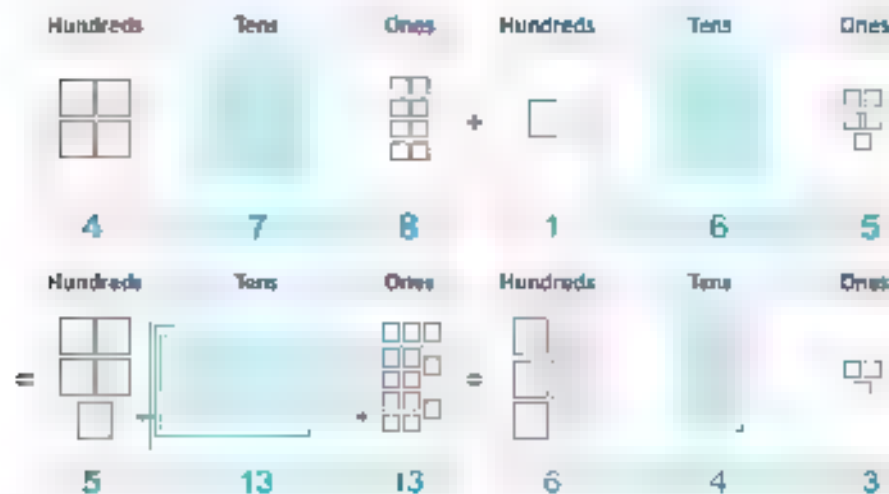 Hundreds Tens Ones Hundreds Tens Ones
+
4 7 8 1 6 5
Hundreds Tens Ones Hundreds Tens Ones
= + + =
5 13 13 6 4 3